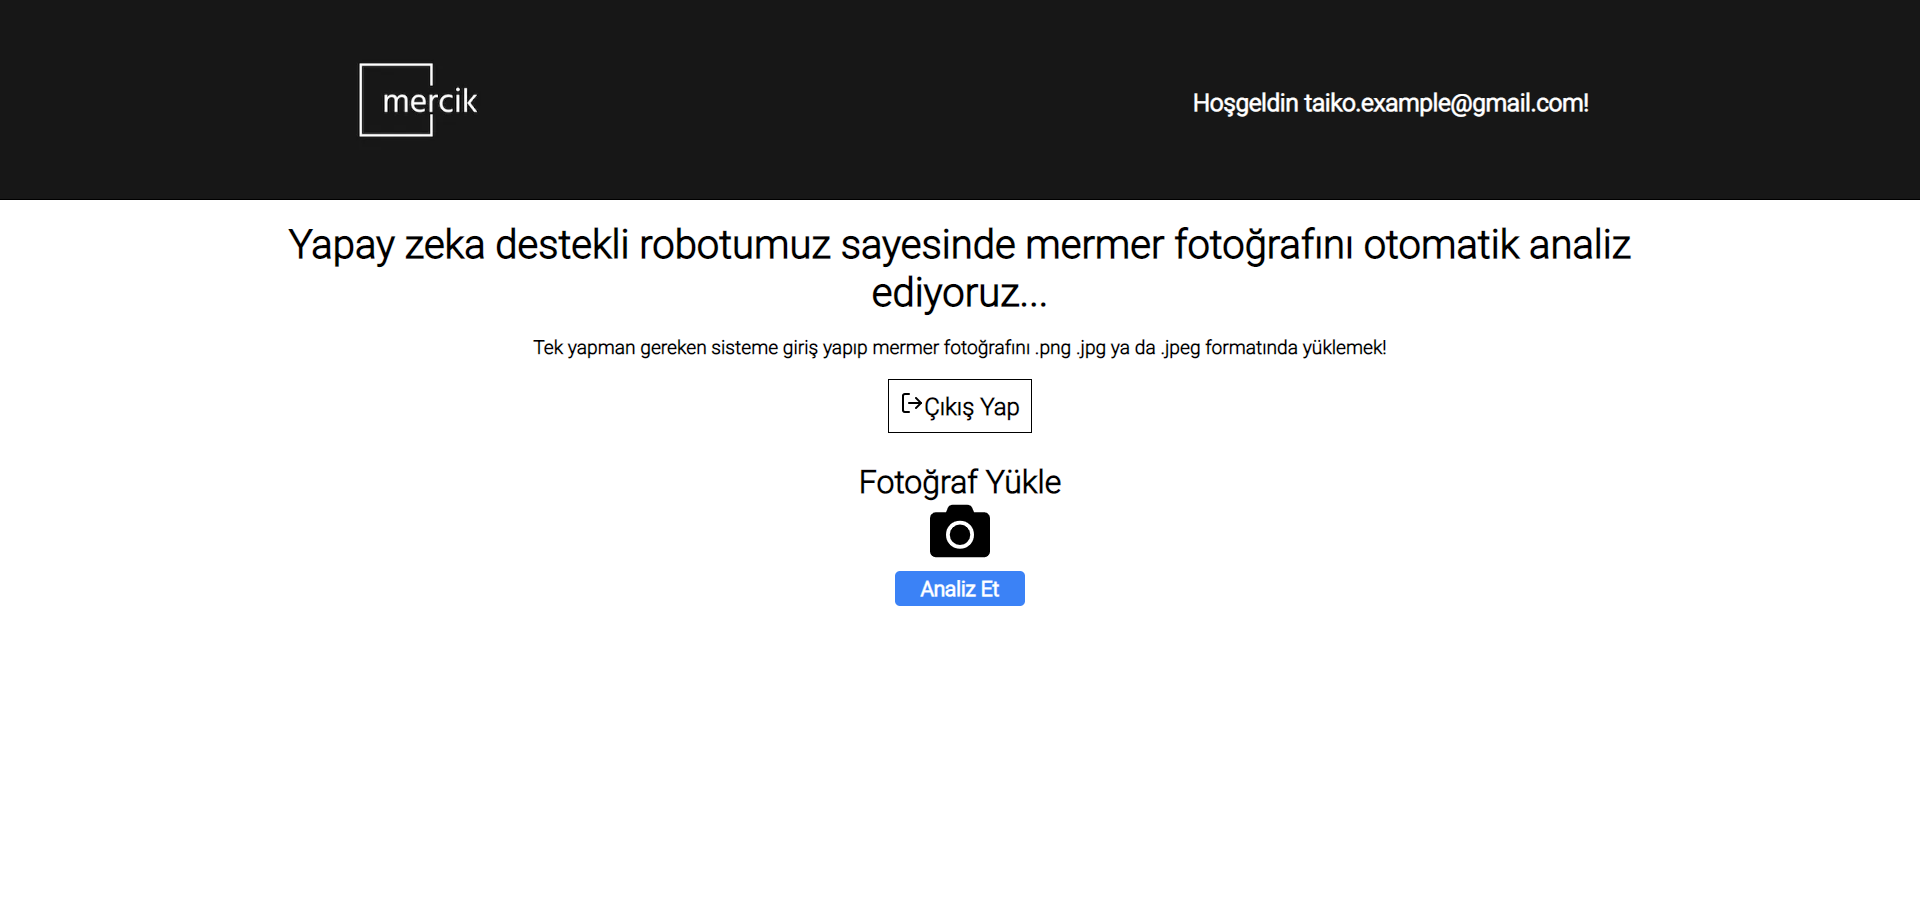 mercik
Hoşgeldin taiko.example@gmail.com!
Yapay zeka destekli robotumuz sayesinde mermer fotoğrafını otomatik analiz
ediyoruz...
Tek yapman gereken sisteme giriş yapıp mermer fotoğrafını .png .jpg ya da .jpeg formatında yüklemek!
Çıkış Yap
Fotoğraf Yükle
Analiz Et